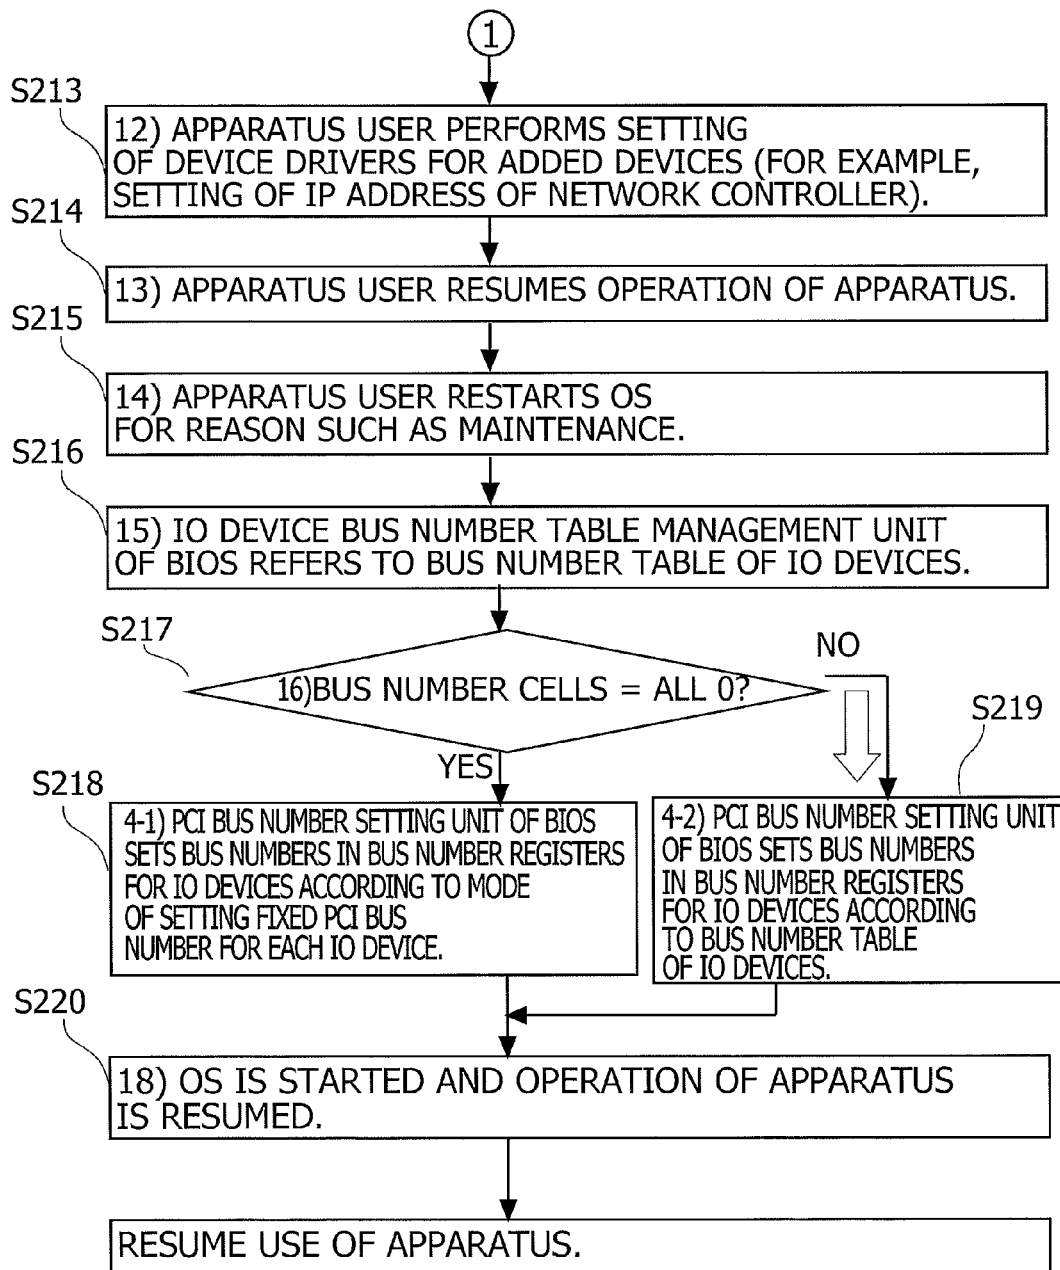 1
S213
12) APPARATUS USER PERFORMS SETTING
OF DEVICE DRIVERS FOR ADDED DEVICES (FOR EXAMPLE,
SETTING OF IP ADDRESS OF NETWORK CONTROLLER).
S214
13) APPARATUS USER RESUMES OPERATION OF APPARATUS.
S215
14) APPARATUS USER RESTARTS OS
FOR REASON SUCH AS MAINTENANCE.
S216
15) IO DEVICE BUS NUMBER TABLE MANAGEMENT UNIT
OF BIOS REFERS TO BUS NUMBER TABLE OF IO DEVICES.
S217
16)BUS NUMBER CELLS = ALL 0?
NO
YES
S218
4-1) PCI BUS NUMBER SETTING UNIT OF BIOS
SETS BUS NUMBERS IN BUS NUMBER REGISTERS
FOR IO DEVICES ACCORDING TO MODE
OF SETTING FIXED PCI BUS
NUMBER FOR EACH IO DEVICE.
S219
4-2) PCI BUS NUMBER SETTING UNIT
OF BIOS SETS BUS NUMBERS
IN BUS NUMBER REGISTERS
FOR IO DEVICES ACCORDING
TO BUS NUMBER TABLE
OF IO DEVICES.
S220
18) OS IS STARTED AND OPERATION OF APPARATUS
IS RESUMED.
RESUME USE OF APPARATUS.